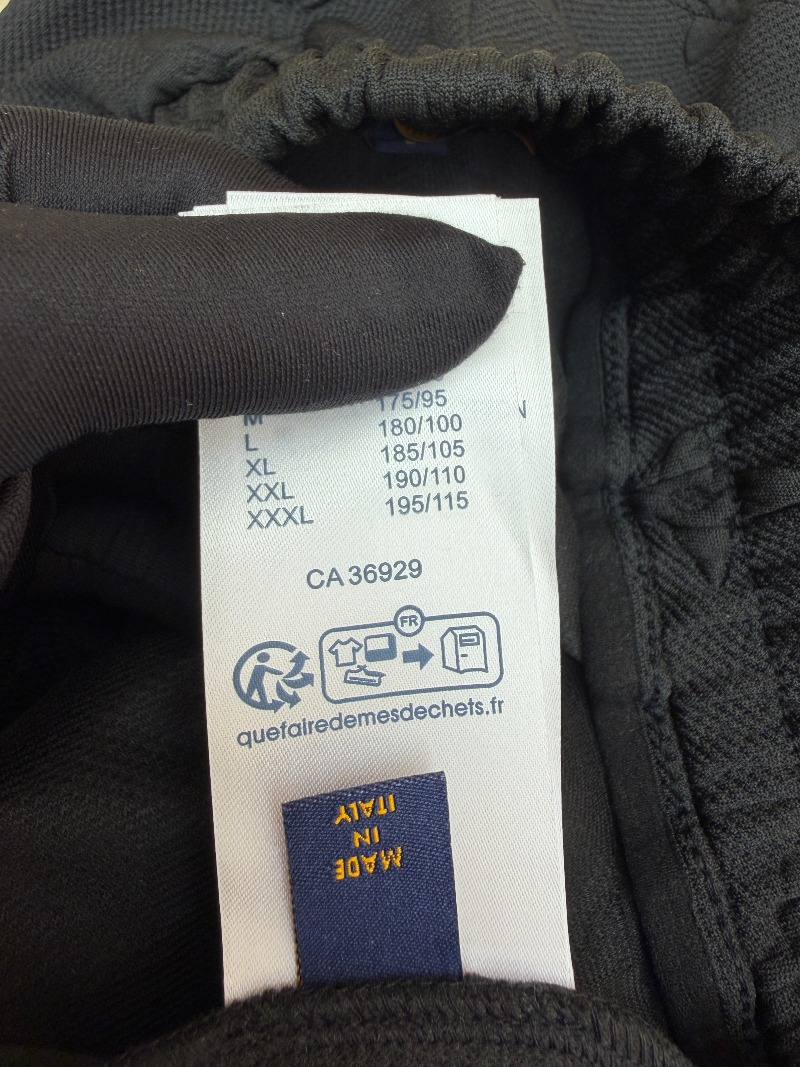 M 175/95
L 180/100
XL 185/105
XXL 190/110
XXXL 195/115
CA 36929
FR
quefairedemesdechets.fr
MADE
IN
ITALY